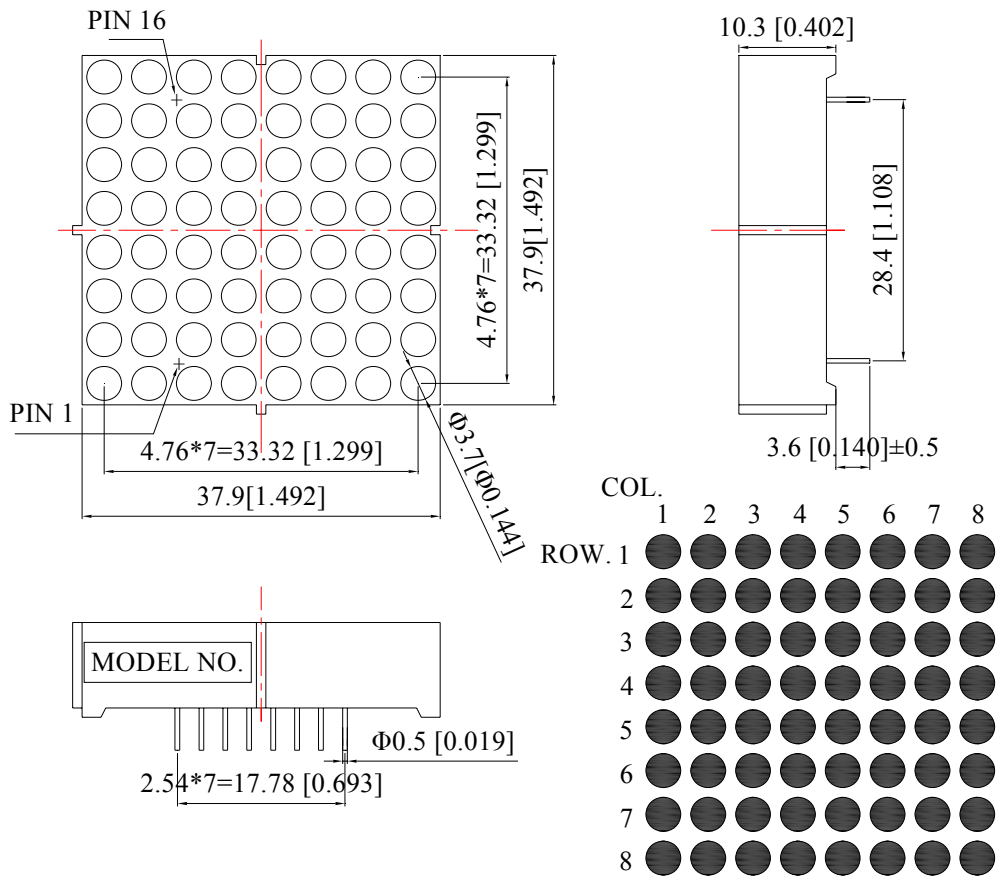 PIN 16
4.76*7=33.32 [1.299]
37.9[1.492]
PIN 1
4.76*7=33.32 [1.299]
37.9[1.492]
Φ3.7[Φ0.144]
10.3 [0.402]
28.4 [1.108]
3.6 [0.140]±0.5
MODEL NO.
Φ0.5 [0.019]
2.54*7=17.78 [0.693]
COL.
1 2 3 4 5 6 7 8
ROW. 1
2
3
4
5
6
7
8